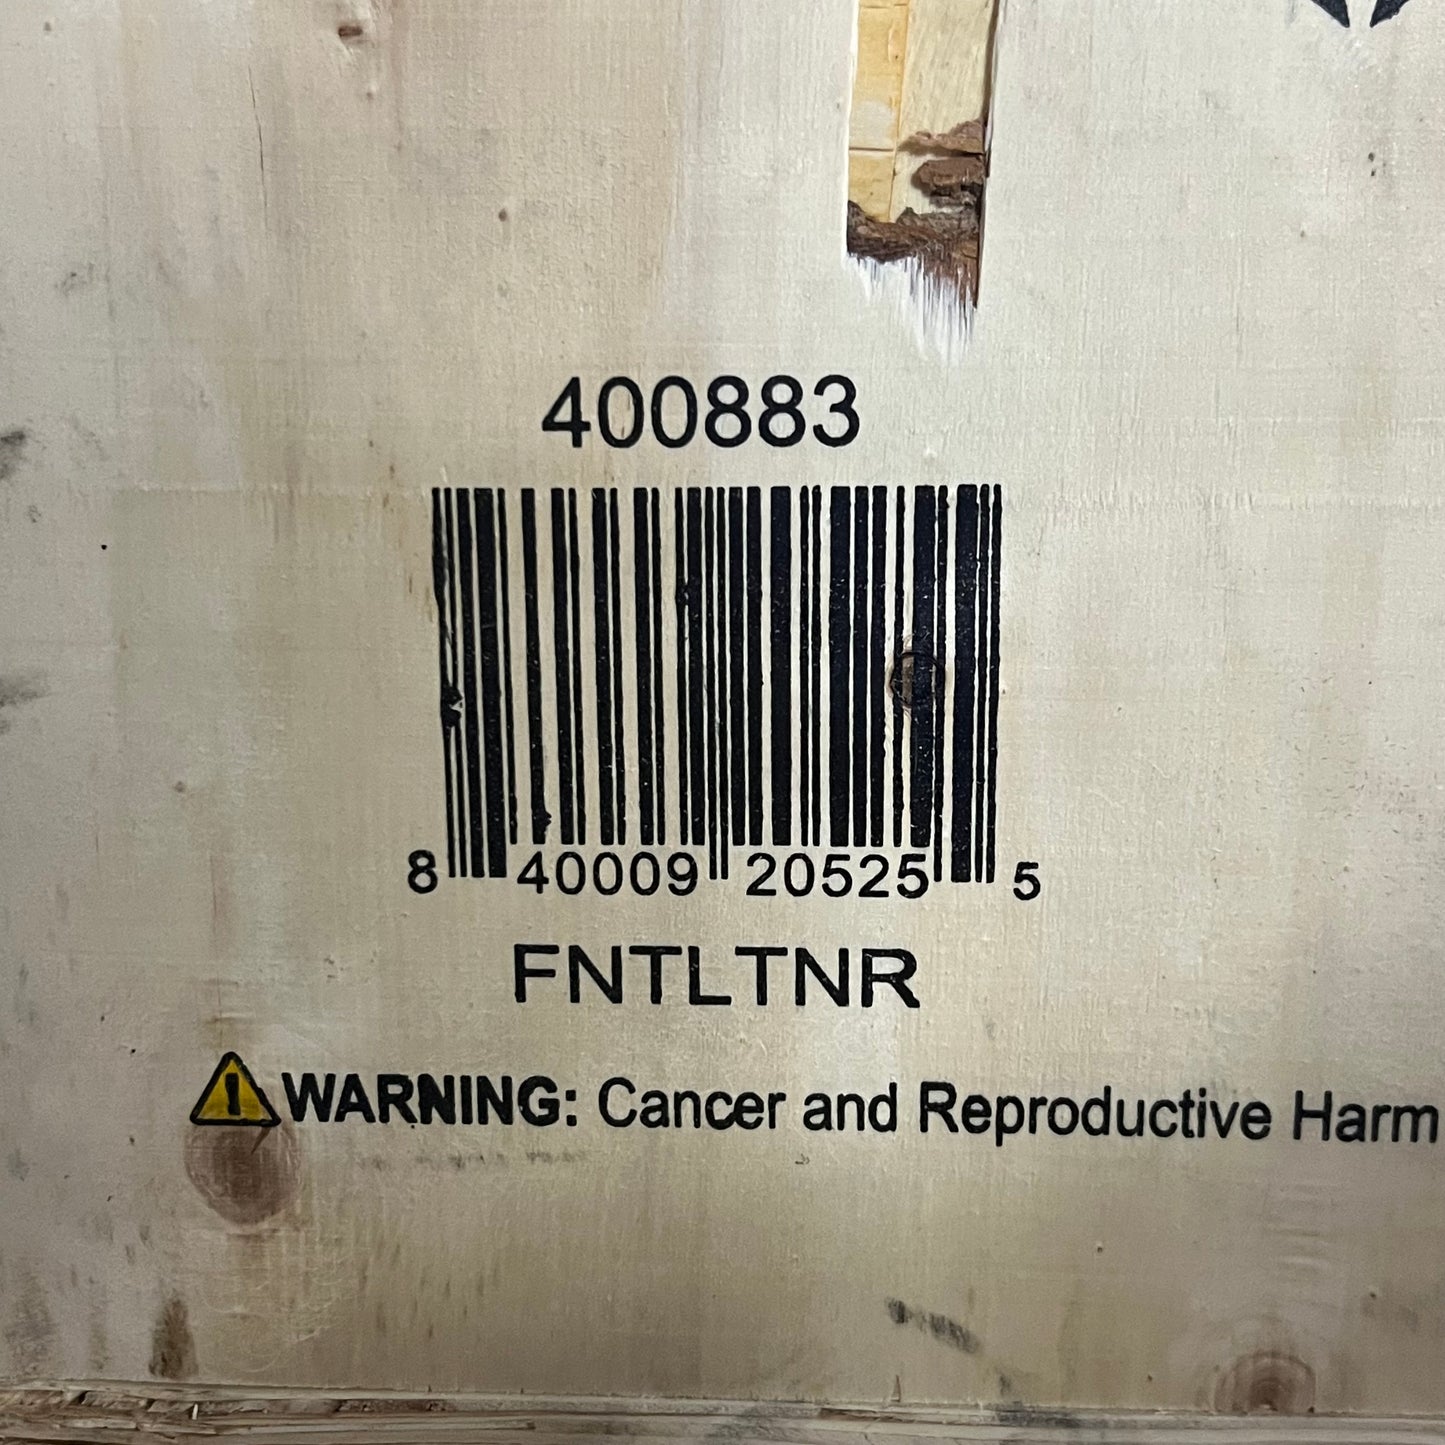 400883
8 40009 20525 5
FNTLTNR
WARNING: Cancer and Reproductive Harm